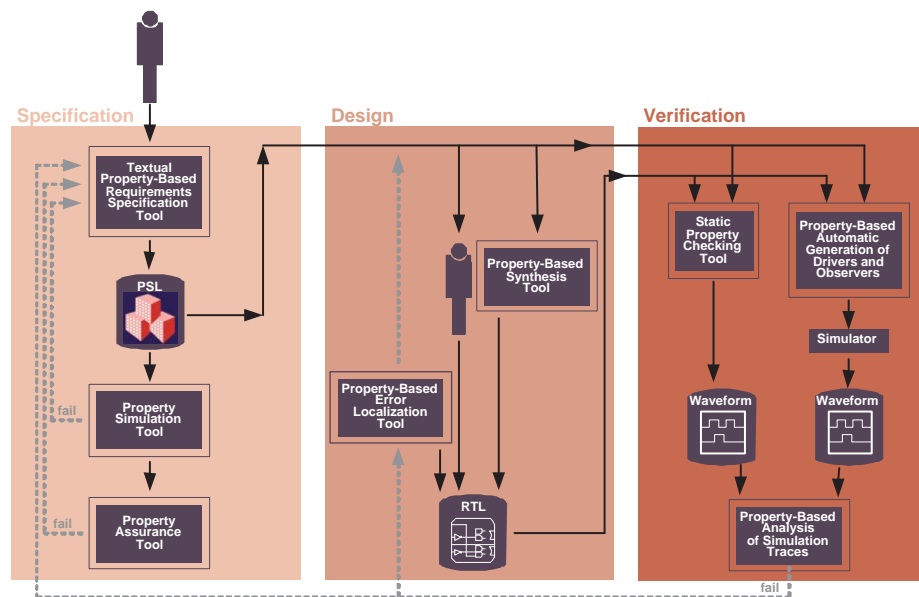 Specification
Textual
Property-Based
Requirements
Specification
Tool
PSL
fail
Property
Simulation
Tool
fail
Property
Assurance
Tool
Design
Property-Based
Synthesis
Tool
Property-Based
Error
Localization
Tool
RTL
Verification
Static
Property
Checking
Tool
Property-Based
Automatic
Generation of
Drivers and
Observers
Simulator
Waveform
Waveform
Property-Based
Analysis
of Simulation
Traces
fail